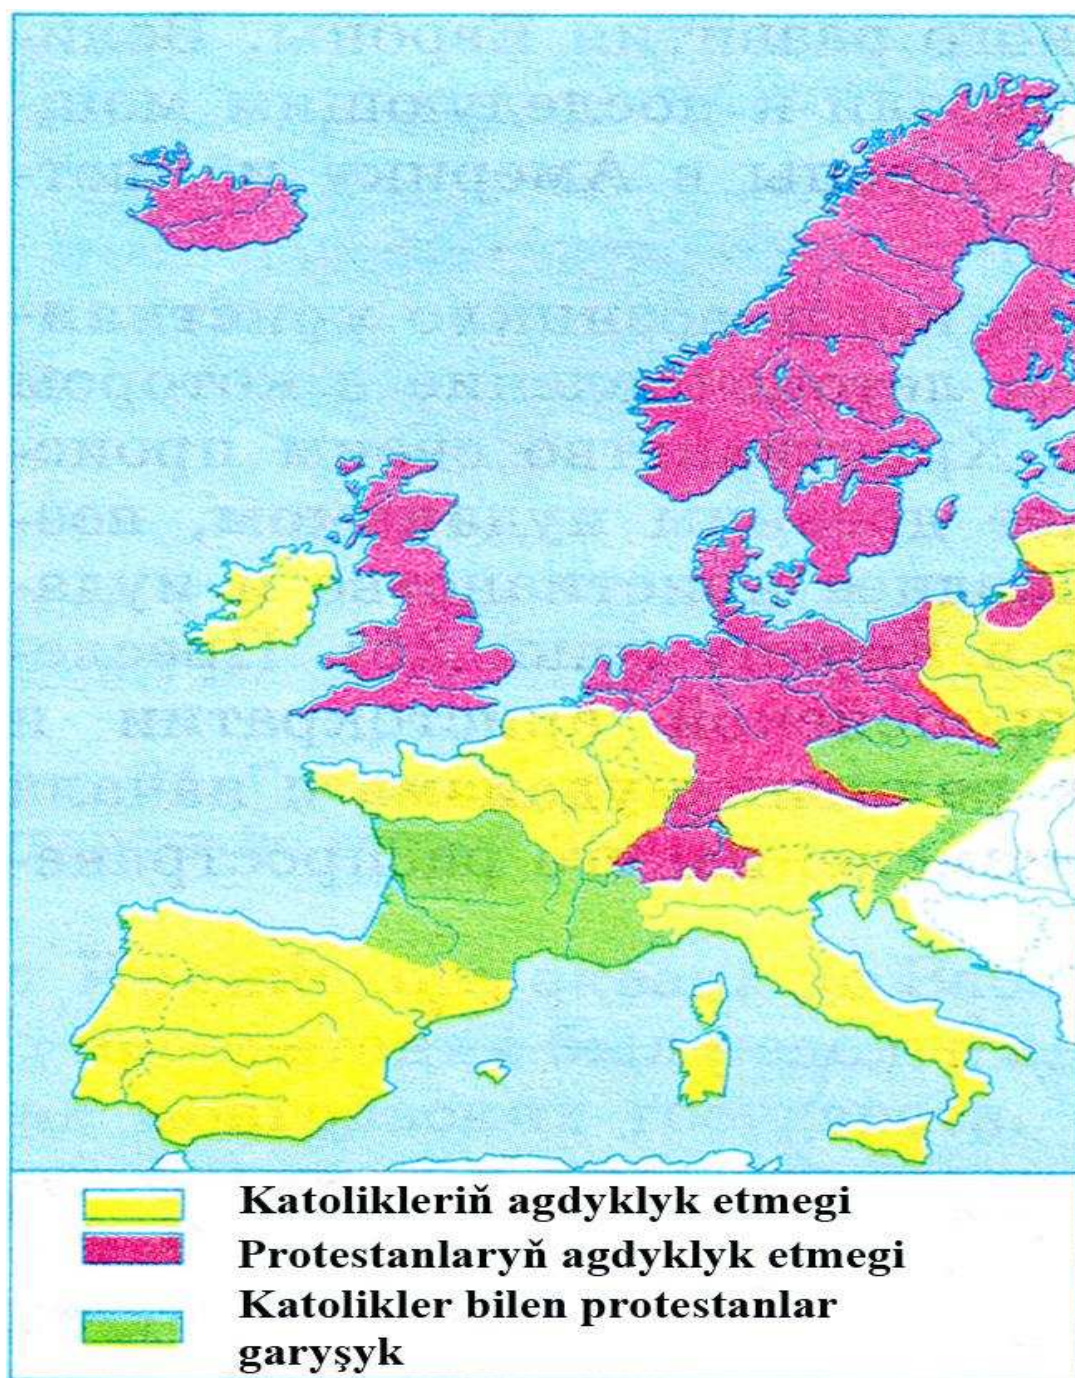 Katolikleriň agdyklyk etmegi
Protestanlaryň agdyklyk etmegi
Katolikler bilen protestanlar
garyşyk